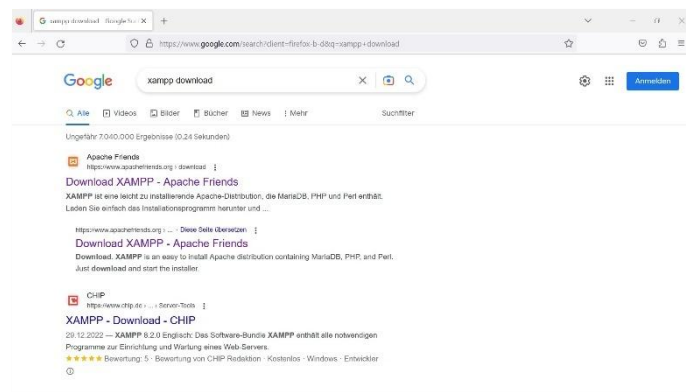 xampp download - Google Suc
https://www.google.com/search?client=firefox-b-d&q=xampp+download
Google
xampp download
Anmelden
Alle
Videos
Bilder
Bücher
News
Mehr
Suchfilter
Ungefähr 7.040.000 Ergebnisse (0,24 Sekunden)
Apache Friends
https://www.apachefriends.org › download
Download XAMPP - Apache Friends
XAMPP ist eine leicht zu installierende Apache-Distribution, die MariaDB, PHP und Perl enthält.
Laden Sie einfach das Installationsprogramm herunter und ...
https://www.apachefriends.org › ... · Diese Seite übersetzen
Download XAMPP - Apache Friends
Download. XAMPP is an easy to install Apache distribution containing MariaDB, PHP, and Perl.
Just download and start the installer.
CHIP
https://www.chip.de › ... › Server-Tools
XAMPP - Download - CHIP
29.12.2022 — XAMPP 8.2.0 Englisch: Das Software-Bundle XAMPP enthält alle notwendigen
Programme zur Einrichtung und Wartung eines Web-Servers.
Bewertung: 5 · Bewertung von CHIP Redaktion · Kostenlos · Windows · Entwickler